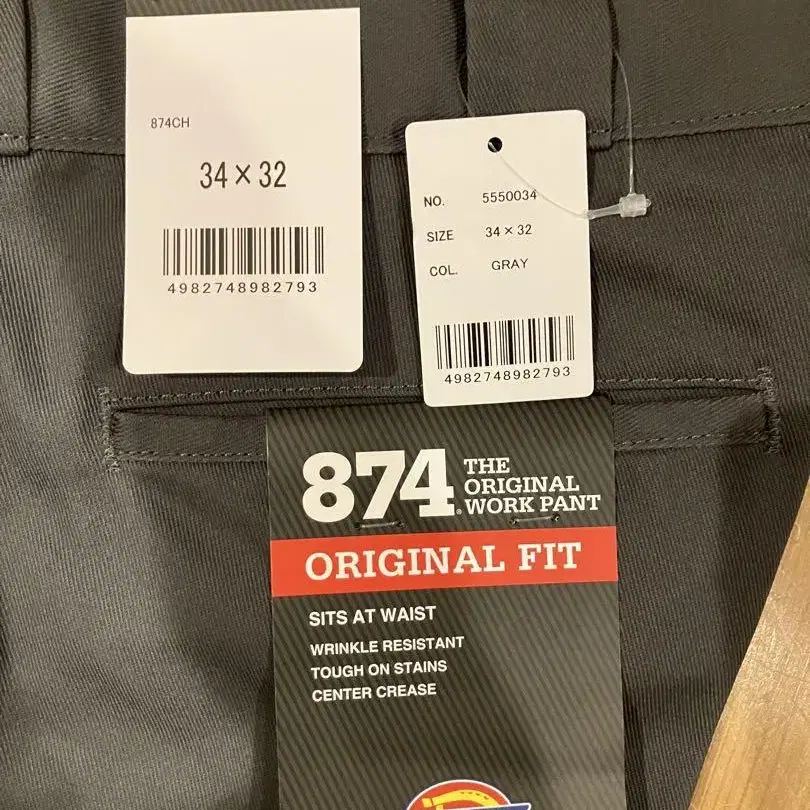 874CH
34×32
4982748982793
NO. 5550034
SIZE 34×32
COL. GRAY
4982748982793
874® THE
ORIGINAL
WORK PANT
ORIGINAL FIT
SITS AT WAIST
WRINKLE RESISTANT
TOUGH ON STAINS
CENTER CREASE